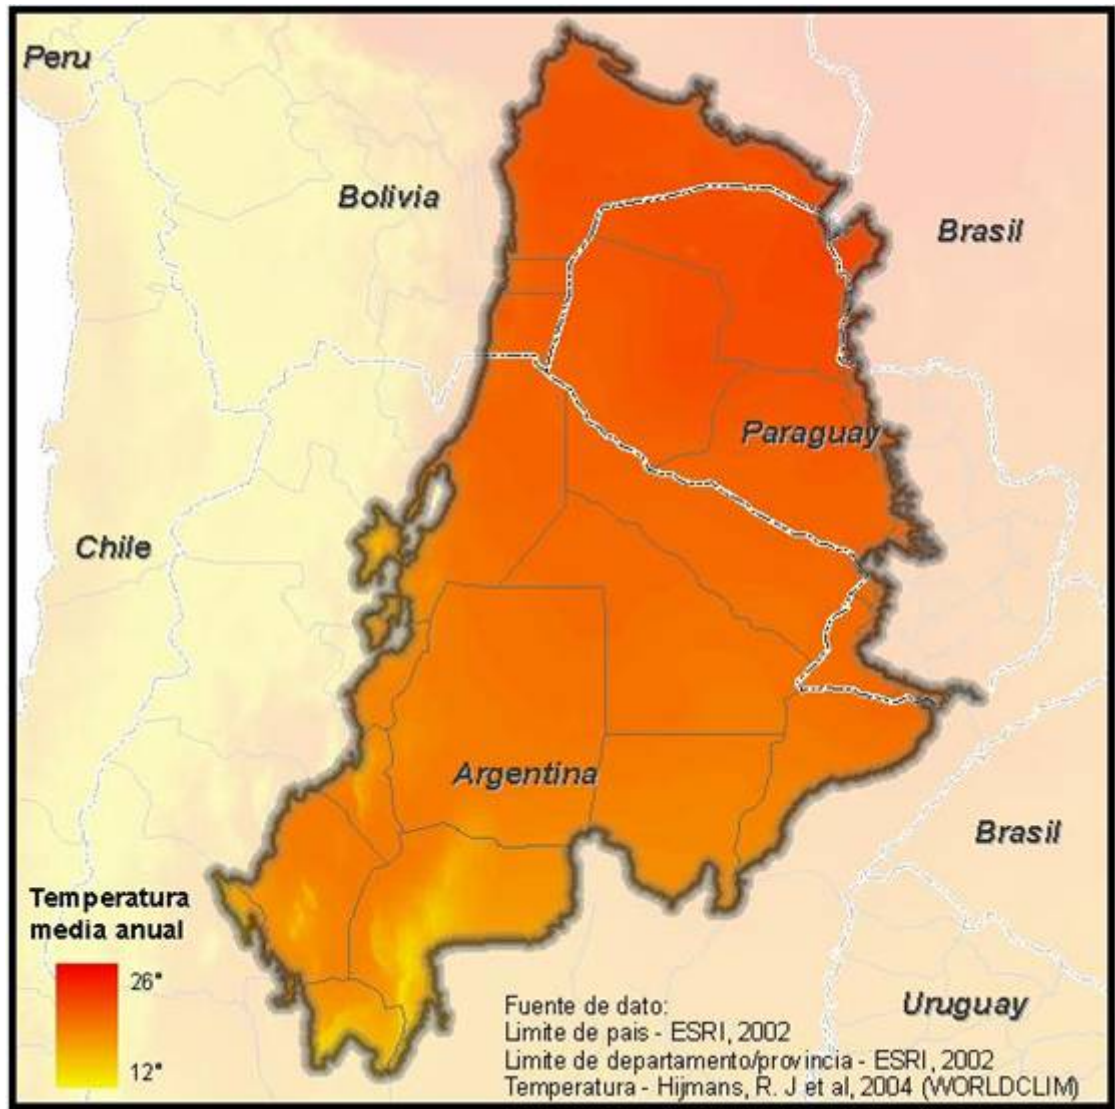 Peru
Bolivia
Brasil
Paraguay
Chile
Argentina
Brasil
Temperatura
media anual
26°
12°
Uruguay
Fuente de dato:
Limite de pais - ESRI, 2002
Limite de departamento/provincia - ESRI, 2002
Temperatura - Hijmans, R. J et al, 2004 (WORLDCLIM)